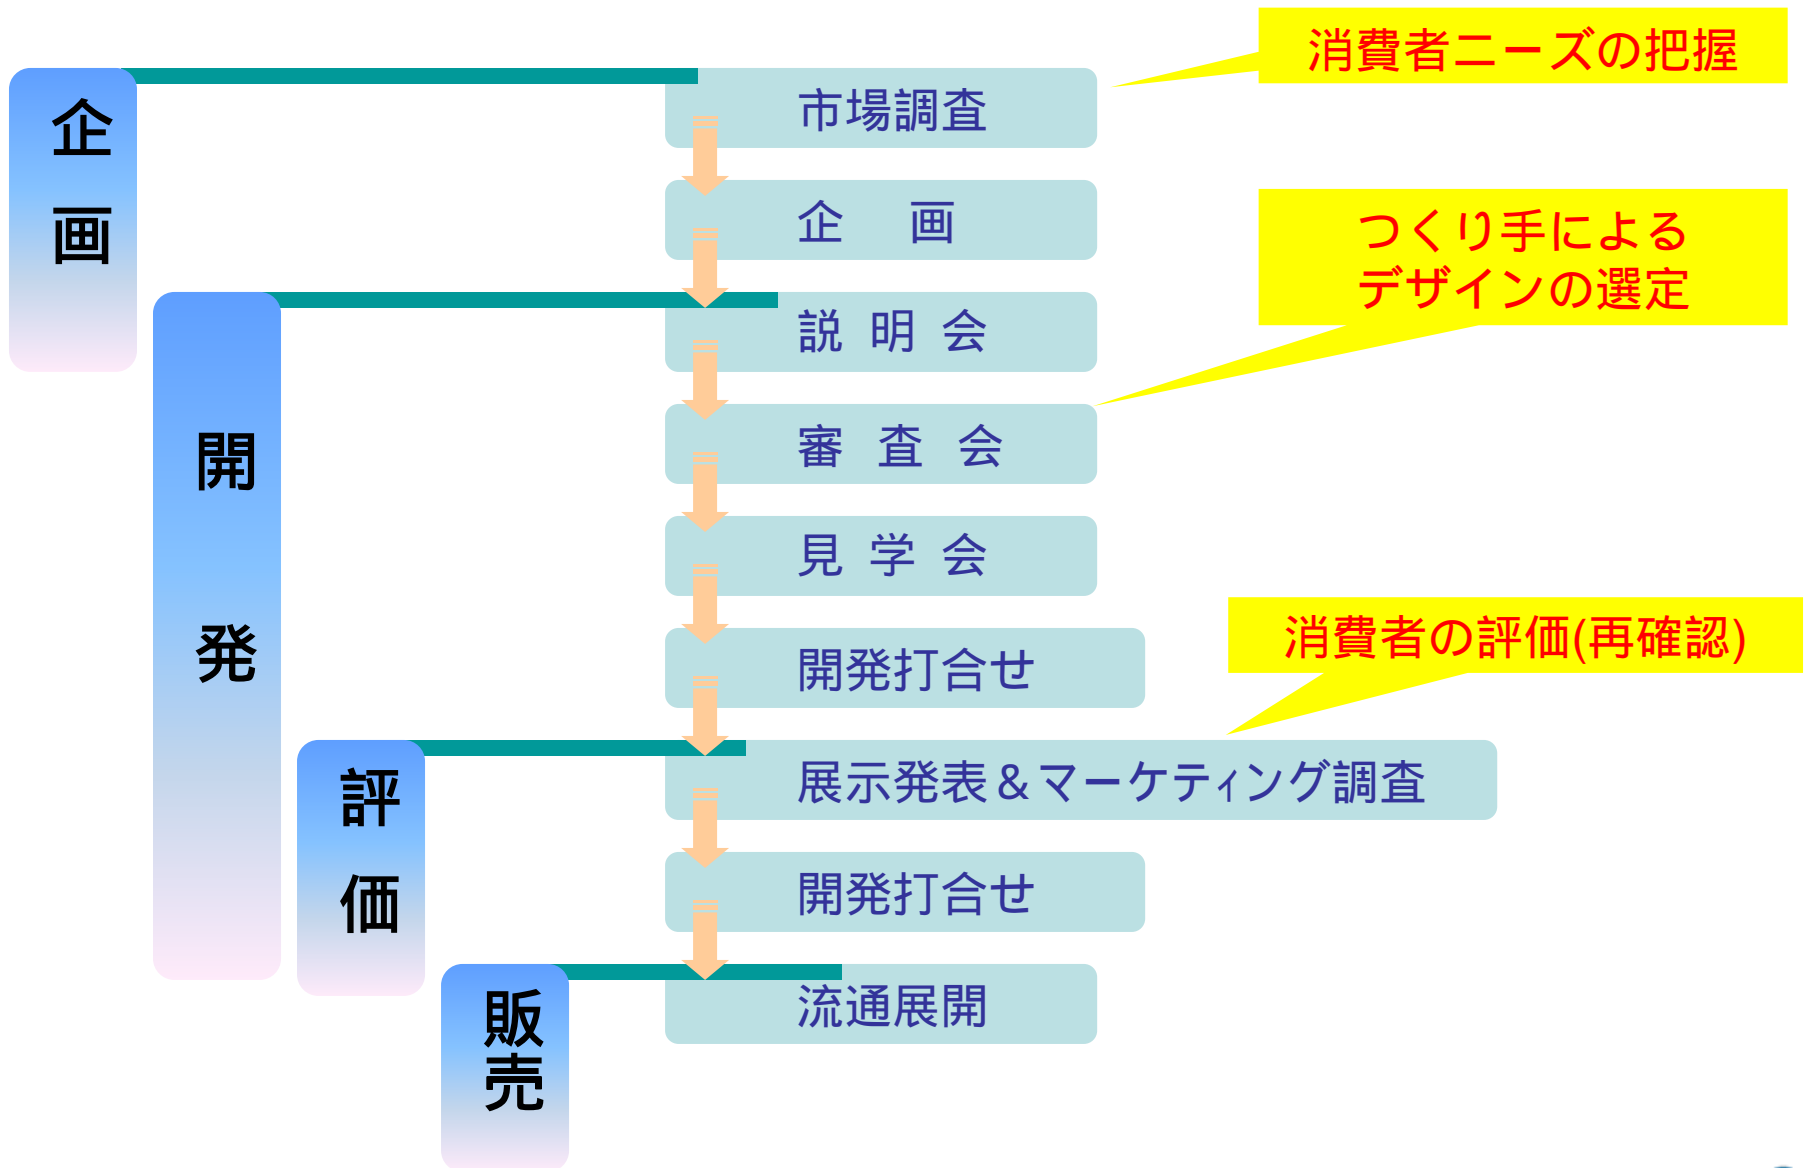 消費者ニーズの把握
企画
市場調査
企画
つくり手による
デザインの選定
開発
説明会
審査会
見学会
消費者の評価(再確認)
開発打合せ
評価
展示発表＆マーケティング調査
開発打合せ
販売
流通展開